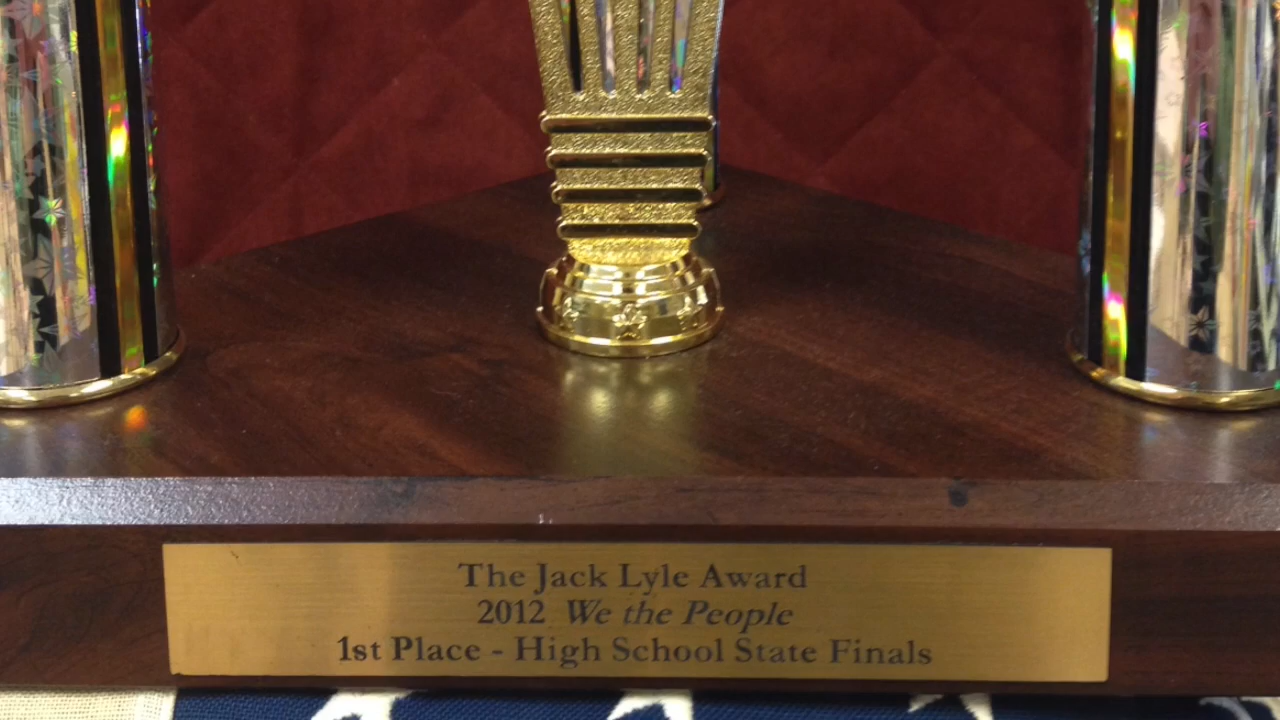 The Jack Lyle Award
2012 We the People
1st Place - High School State Finals